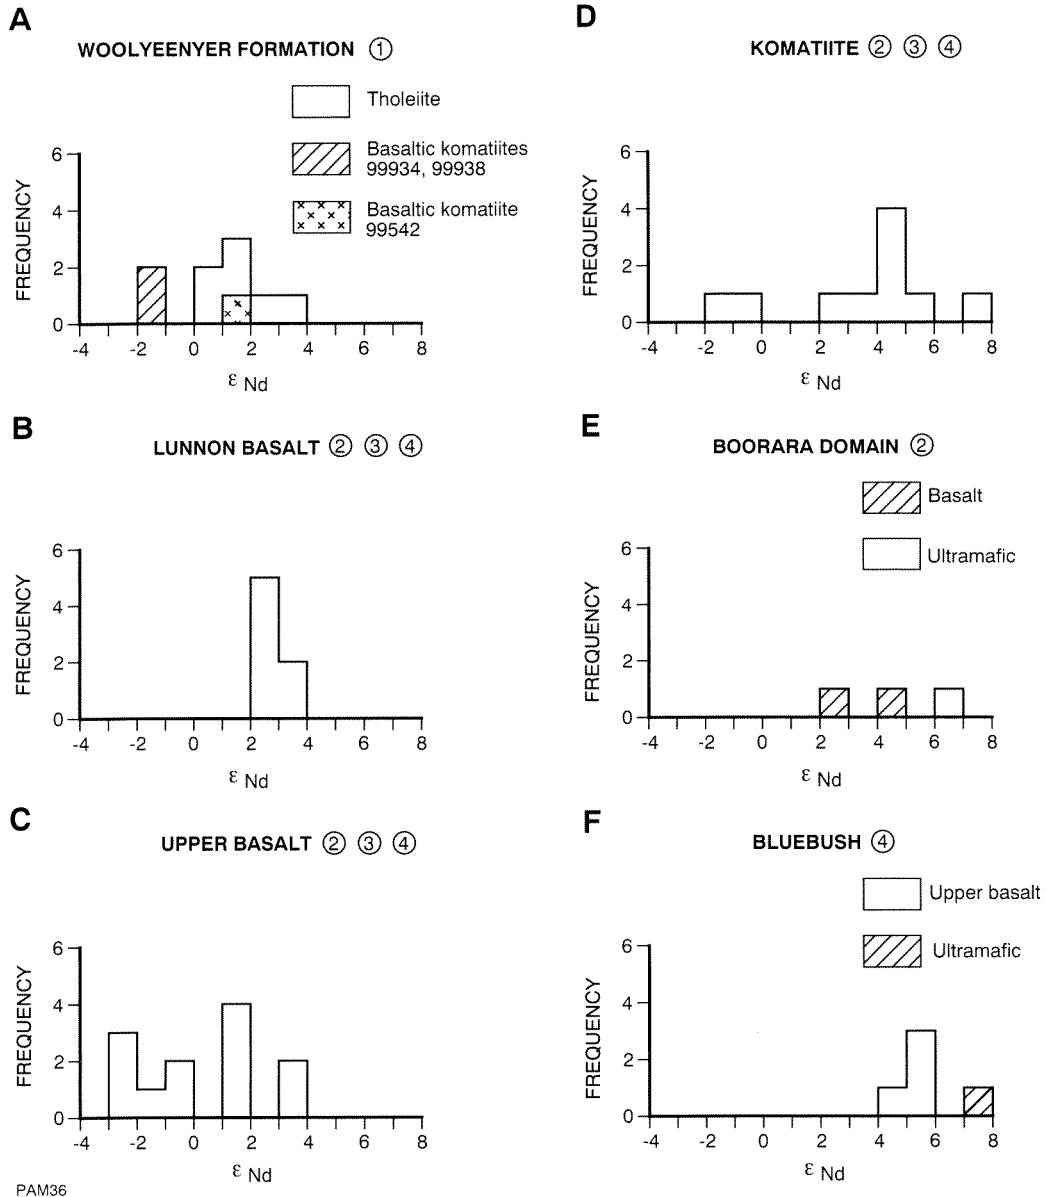 A
WOOLYEENYER FORMATION ①
Tholeiite
Basaltic komatiites
99934, 99938
Basaltic komatiite
99542
FREQUENCY
6
4
2
0
-4 -2 0 2 4 6 8
ε Nd
B
LUNNON BASALT ② ③ ④
FREQUENCY
6
4
2
0
-4 -2 0 2 4 6 8
ε Nd
C
UPPER BASALT ② ③ ④
FREQUENCY
6
4
2
0
-4 -2 0 2 4 6 8
ε Nd
D
KOMATIITE ② ③ ④
FREQUENCY
6
4
2
0
-4 -2 0 2 4 6 8
ε Nd
E
BOORARA DOMAIN ②
Basalt
Ultramafic
FREQUENCY
6
4
2
0
-4 -2 0 2 4 6 8
ε Nd
F
BLUEBUSH ④
Upper basalt
Ultramafic
FREQUENCY
6
4
2
0
-4 -2 0 2 4 6 8
ε Nd
PAM36